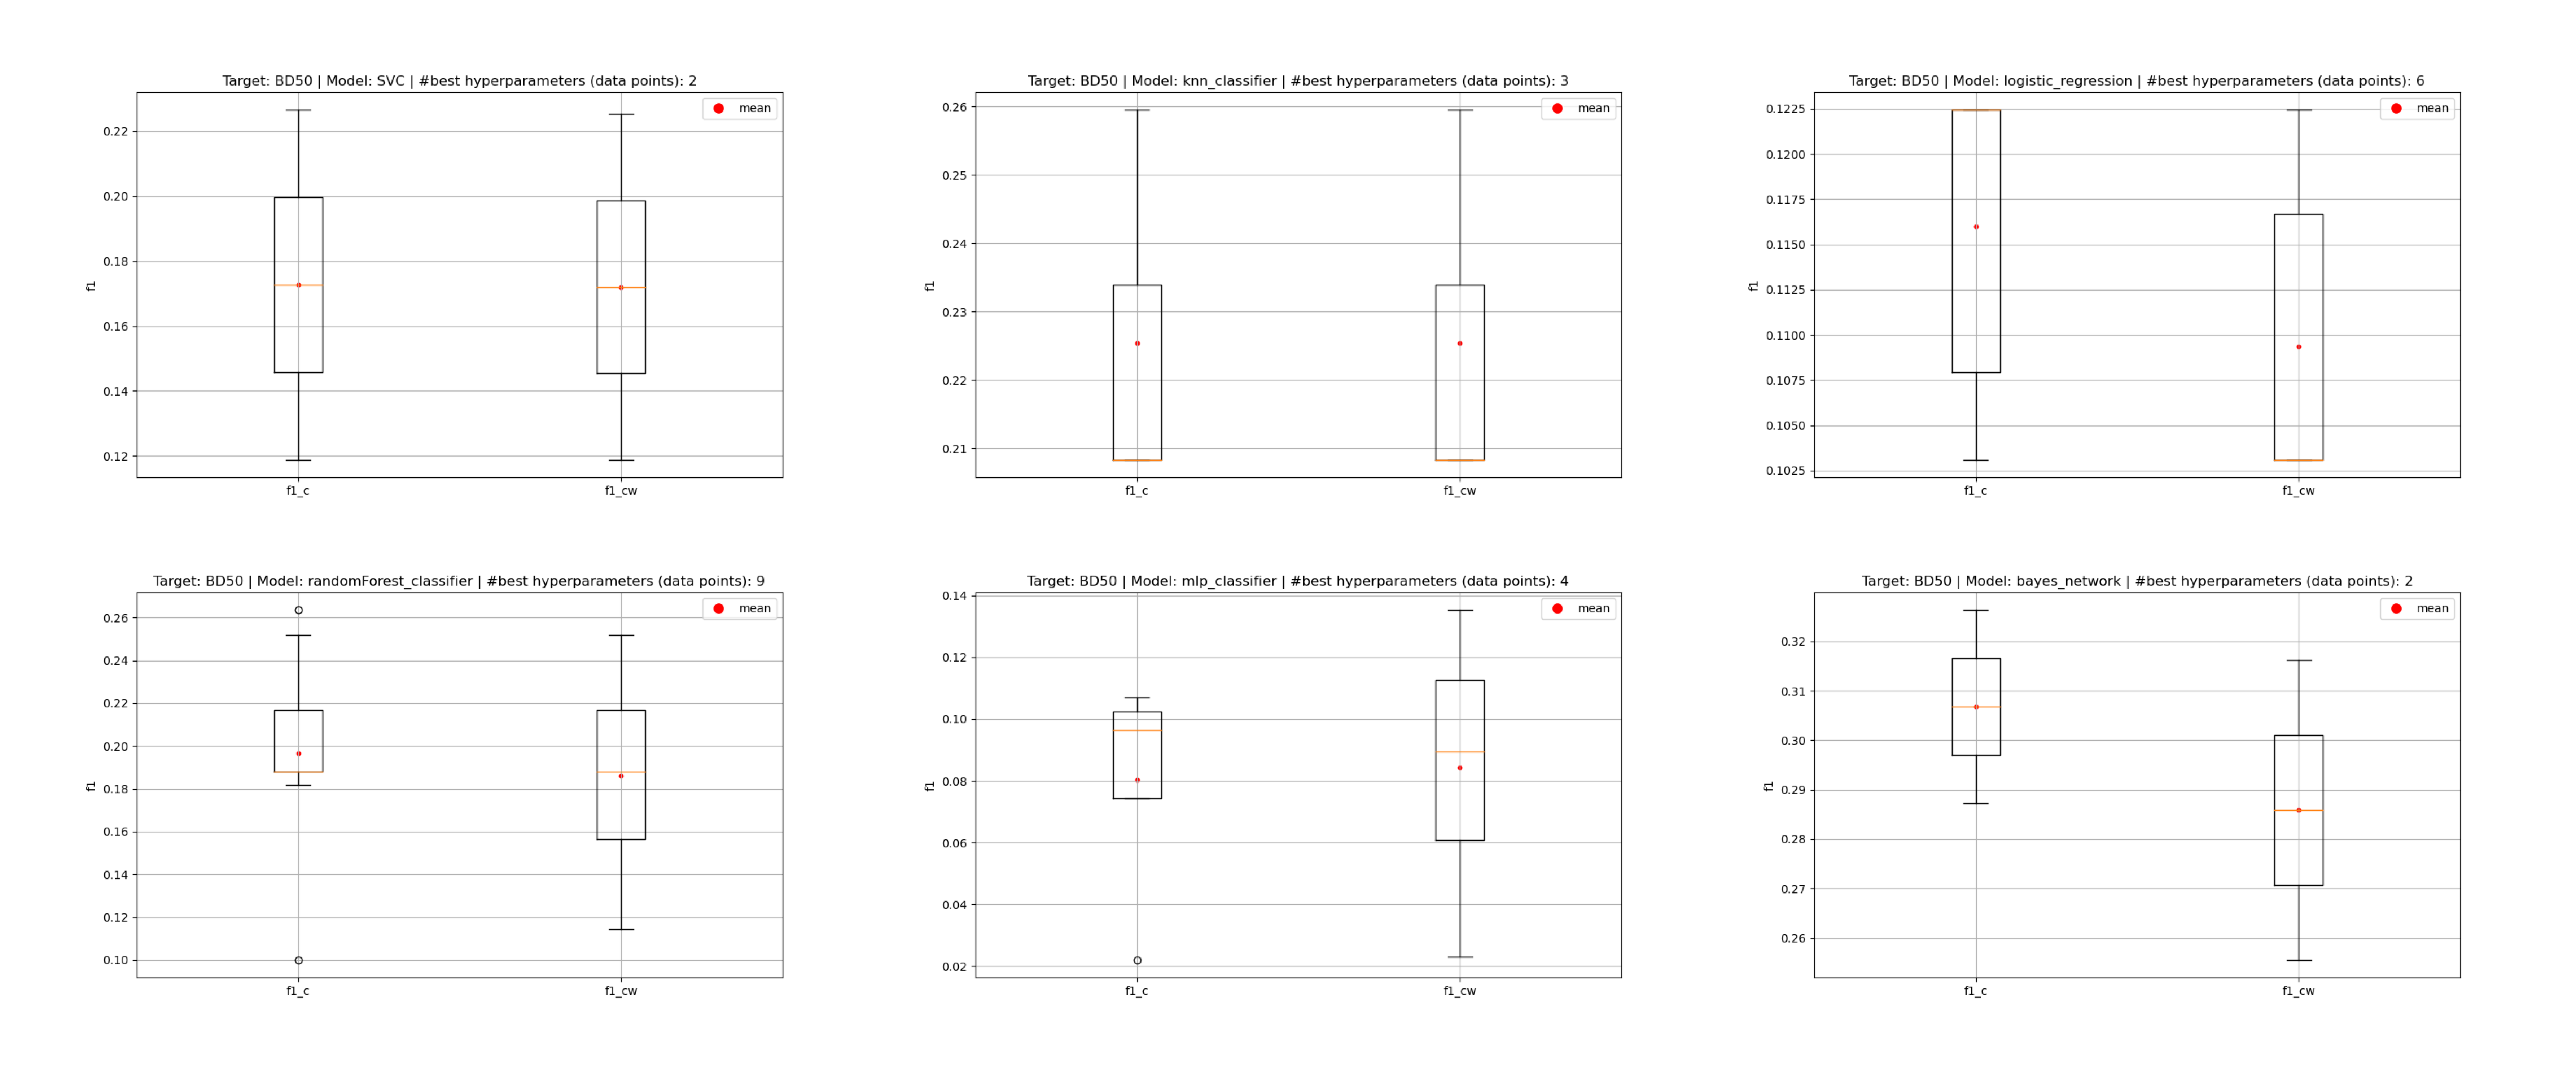 Target: BD50 | Model: SVC | #best hyperparameters (data points): 2
mean
0.22
0.20
0.18
0.16
0.14
0.12
f1
f1_c
f1_cw
Target: BD50 | Model: knn_classifier | #best hyperparameters (data points): 3
mean
0.26
0.25
0.24
0.23
0.22
0.21
f1
f1_c
f1_cw
Target: BD50 | Model: logistic_regression | #best hyperparameters (data points): 6
mean
0.1225
0.1200
0.1175
0.1150
0.1125
0.1100
0.1075
0.1050
0.1025
f1
f1_c
f1_cw
Target: BD50 | Model: randomForest_classifier | #best hyperparameters (data points): 9
mean
0.26
0.24
0.22
0.20
0.18
0.16
0.14
0.12
0.10
f1
f1_c
f1_cw
Target: BD50 | Model: mlp_classifier | #best hyperparameters (data points): 4
mean
0.14
0.12
0.10
0.08
0.06
0.04
0.02
f1
f1_c
f1_cw
Target: BD50 | Model: bayes_network | #best hyperparameters (data points): 2
mean
0.32
0.31
0.30
0.29
0.28
0.27
0.26
f1
f1_c
f1_cw